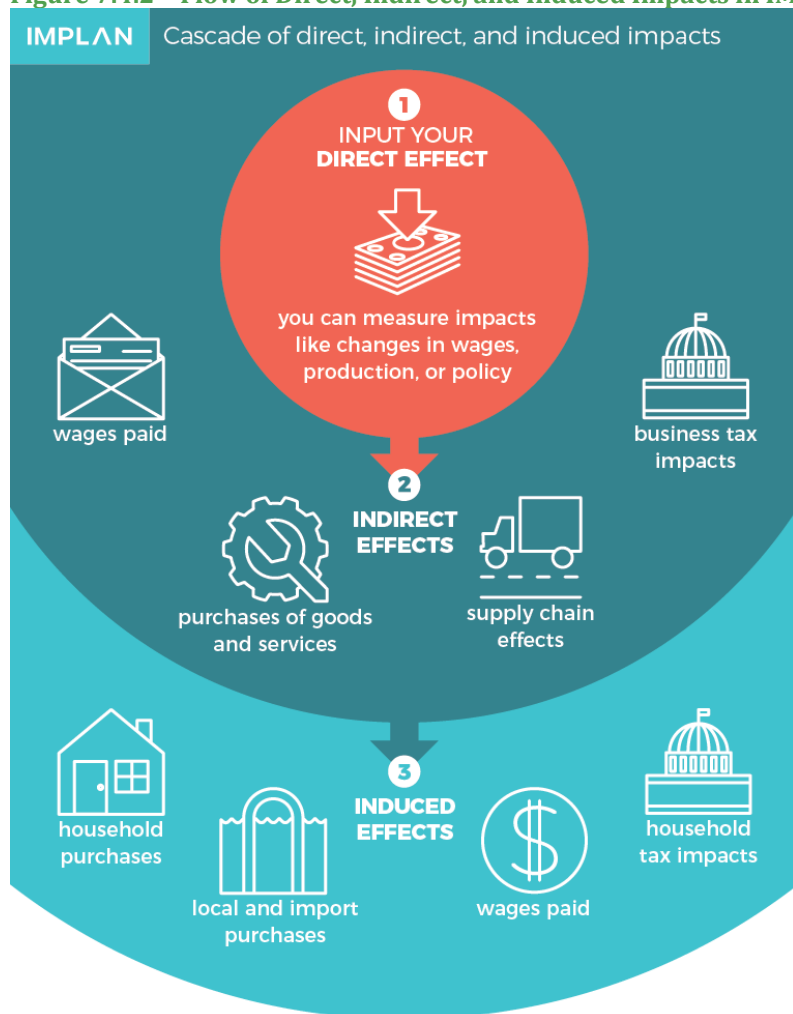 IMPLAN
Cascade of direct, indirect, and induced impacts
1
INPUT YOUR
DIRECT EFFECT
you can measure impacts
like changes in wages,
production, or policy
wages paid
business tax
impacts
2
INDIRECT
EFFECTS
purchases of goods
and services
supply chain
effects
3
INDUCED
EFFECTS
household
purchases
local and import
purchases
wages paid
household
tax impacts